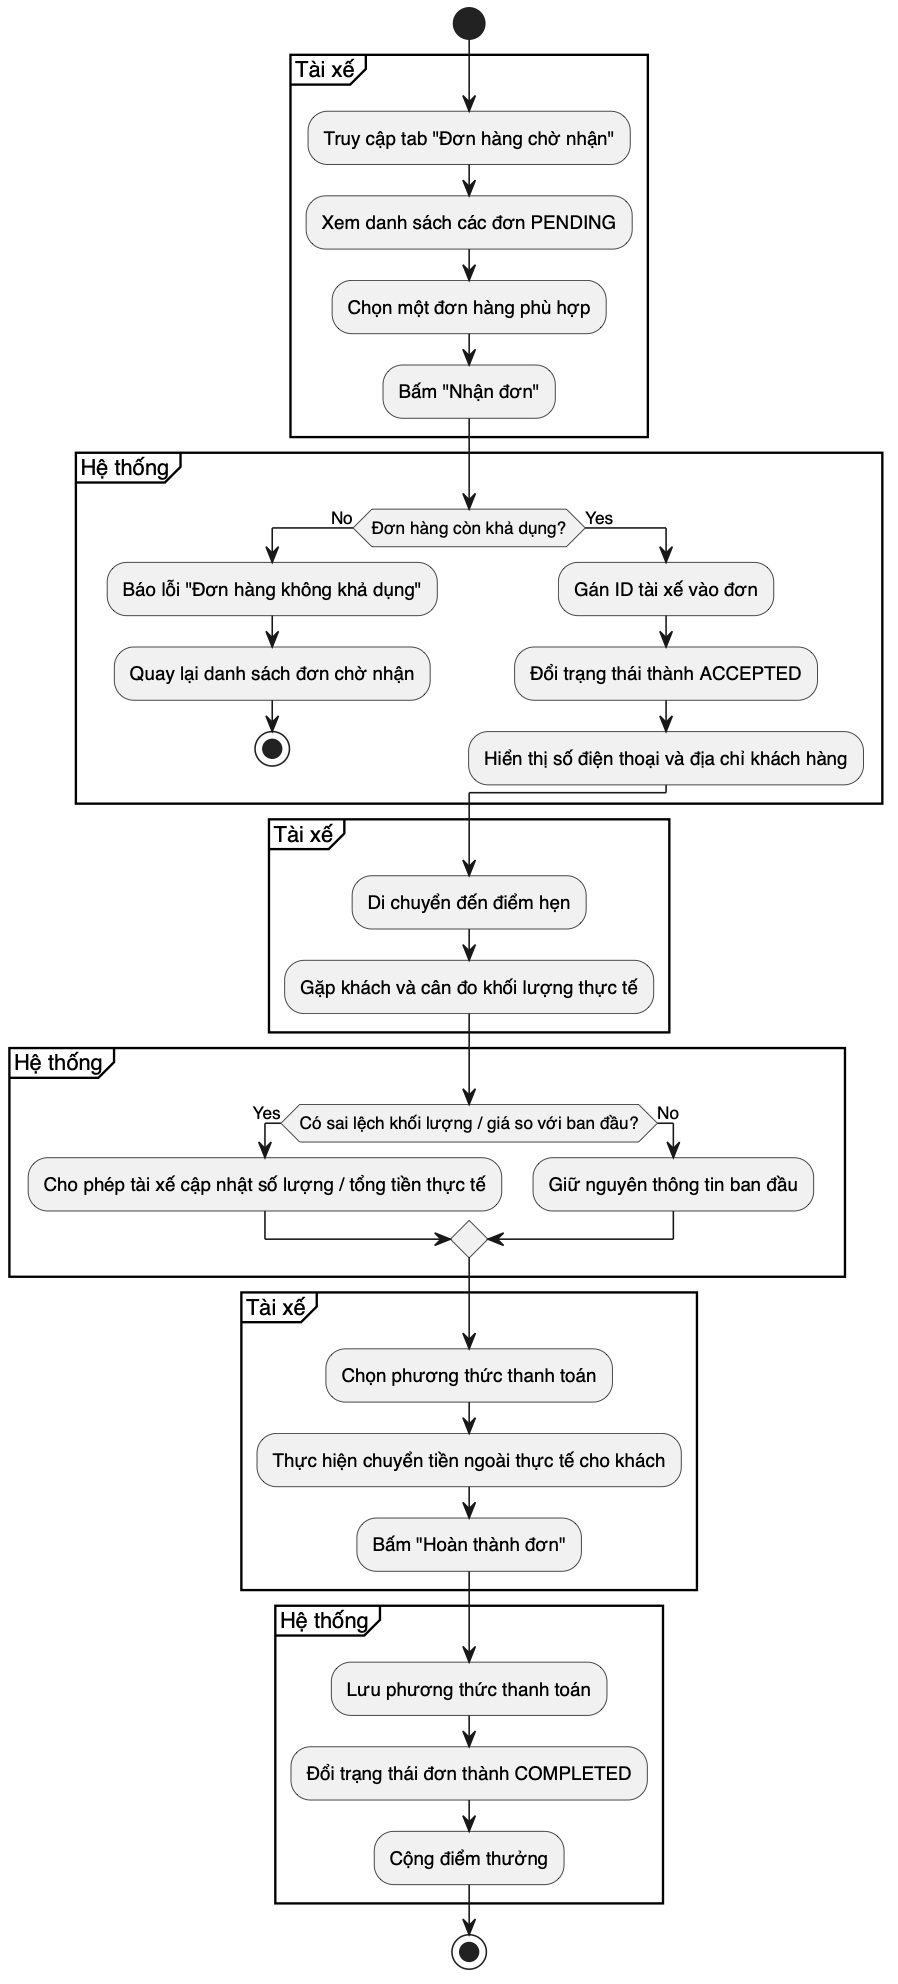 Tài xế
Truy cập tab "Đơn hàng chờ nhận"
Xem danh sách các đơn PENDING
Chọn một đơn hàng phù hợp
Bấm "Nhận đơn"
Hệ thống
No
Đơn hàng còn khả dụng?
Yes
Báo lỗi "Đơn hàng không khả dụng"
Gán ID tài xế vào đơn
Quay lại danh sách đơn chờ nhận
Đổi trạng thái thành ACCEPTED
Hiển thị số điện thoại và địa chỉ khách hàng
Tài xế
Di chuyển đến điểm hẹn
Gặp khách và cân đo khối lượng thực tế
Hệ thống
Yes
Có sai lệch khối lượng / giá so với ban đầu?
No
Cho phép tài xế cập nhật số lượng / tổng tiền thực tế
Giữ nguyên thông tin ban đầu
Tài xế
Chọn phương thức thanh toán
Thực hiện chuyển tiền ngoài thực tế cho khách
Bấm "Hoàn thành đơn"
Hệ thống
Lưu phương thức thanh toán
Đổi trạng thái đơn thành COMPLETED
Cộng điểm thưởng